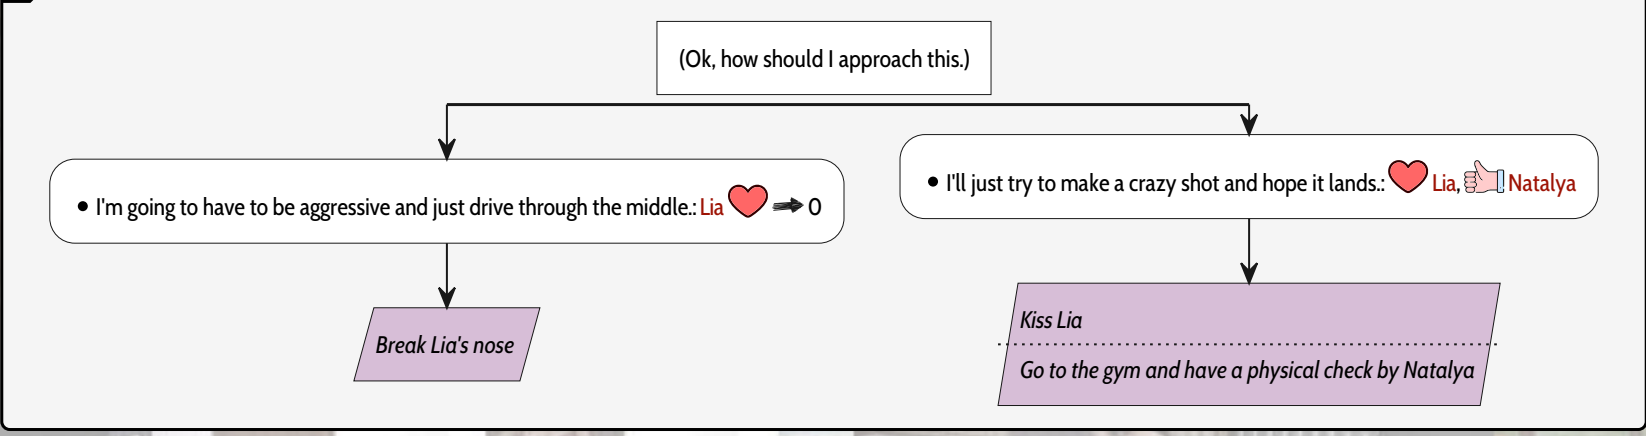 (Ok, how should I approach this.)
• I'm going to have to be aggressive and just drive through the middle.: Lia ❤️ ➡ 0
• I'll just try to make a crazy shot and hope it lands.: ❤️ Lia, 👍 Natalya
Break Lia's nose
Kiss Lia
Go to the gym and have a physical check by Natalya